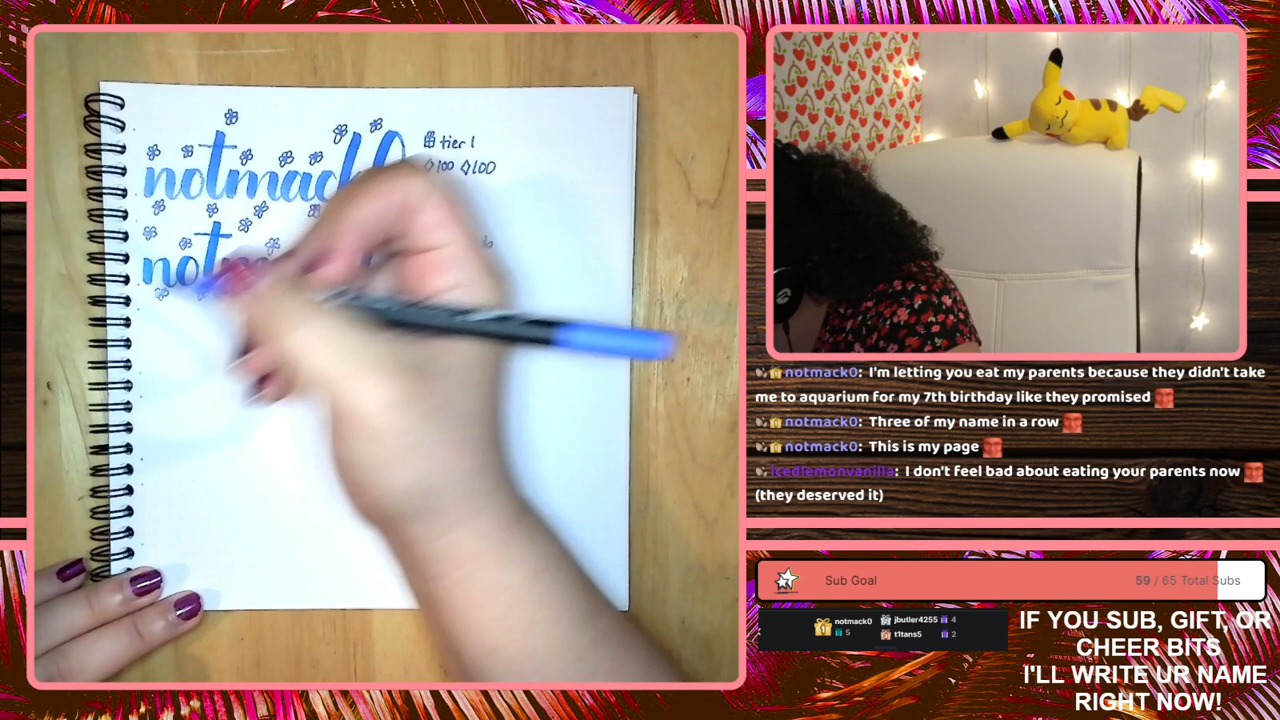 notmack0
tier 1
100 100
notm
notmack0: I'm letting you eat my parents because they didn't take
me to aquarium for my 7th birthday like they promised
notmack0: Three of my name in a row
notmack0: This is my page
icedlemonvanilla: I don't feel bad about eating your parents now
(they deserved it)
Sub Goal
59 / 65 Total Subs
1 notmack0 5
jbutler4255 4
t1tans5 2
IF YOU SUB, GIFT, OR
CHEER BITS
I'LL WRITE UR NAME
RIGHT NOW!